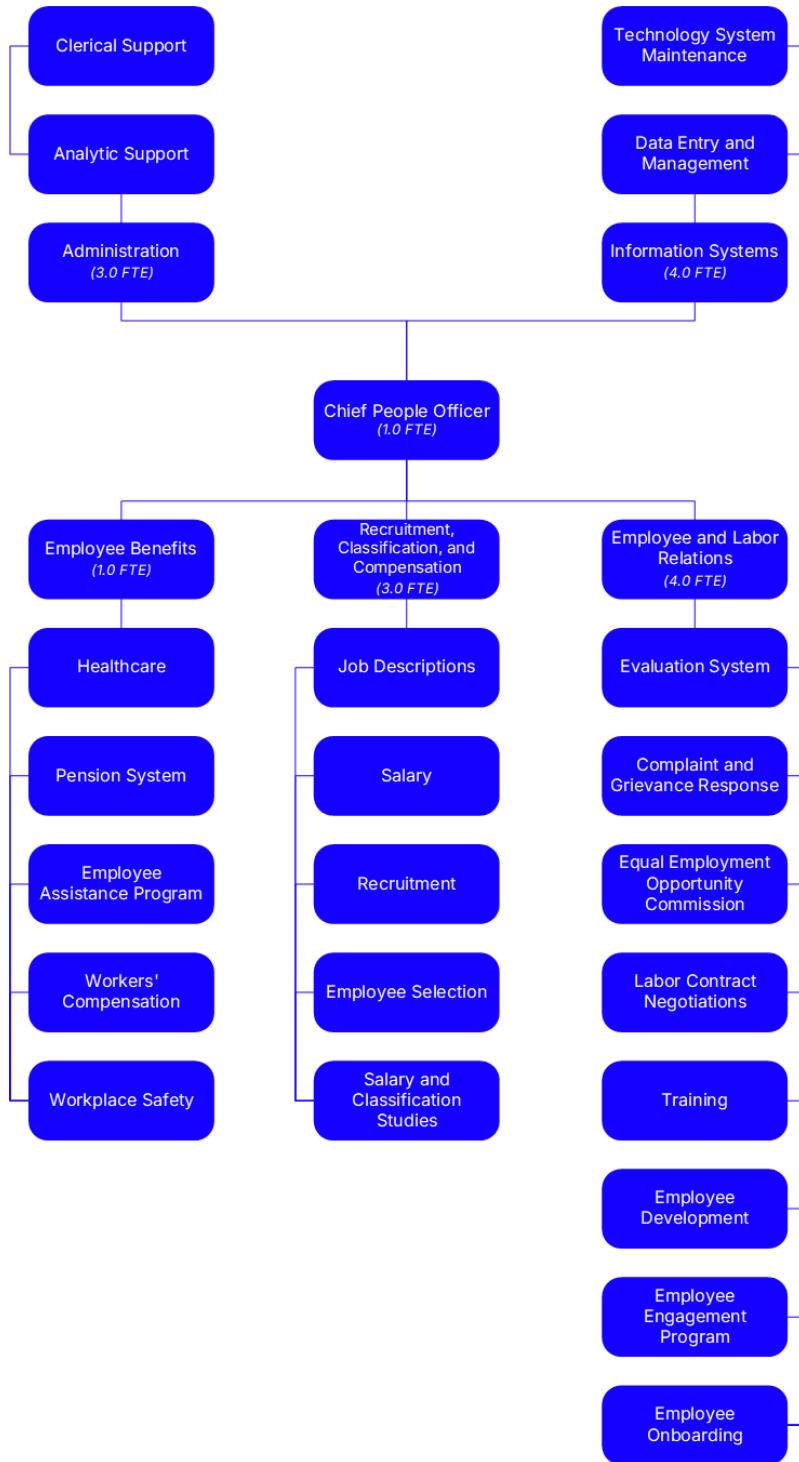 Clerical Support
Technology System
Maintenance
Analytic Support
Data Entry and
Management
Administration
(3.0 FTE)
Information Systems
(4.0 FTE)
Chief People Officer
(1.0 FTE)
Employee Benefits
(1.0 FTE)
Recruitment,
Classification, and
Compensation
(3.0 FTE)
Employee and Labor
Relations
(4.0 FTE)
Healthcare
Job Descriptions
Evaluation System
Pension System
Salary
Complaint and
Grievance Response
Employee
Assistance Program
Recruitment
Equal Employment
Opportunity
Commission
Workers'
Compensation
Employee Selection
Labor Contract
Negotiations
Workplace Safety
Salary and
Classification
Studies
Training
Employee
Development
Employee
Engagement
Program
Employee
Onboarding